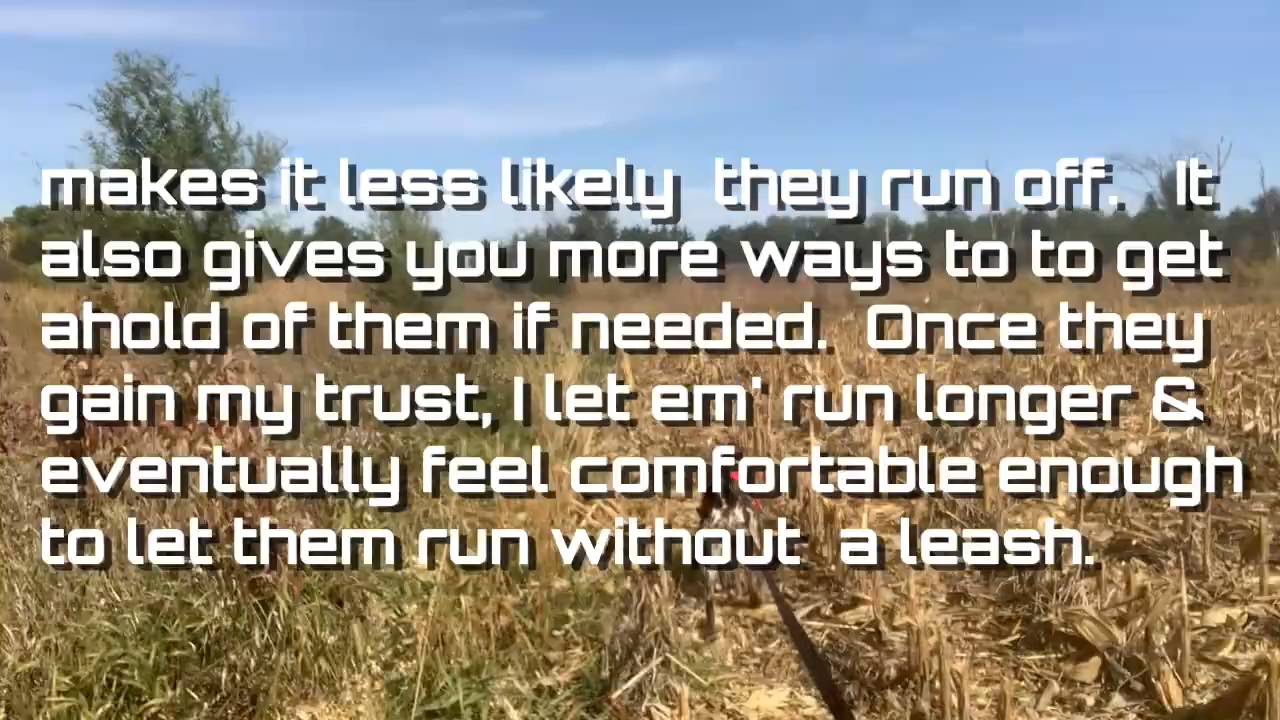 makes it less likely  they run off.  It
also gives you more ways to to get
ahold of them if needed.  Once they
gain my trust, I let em' run longer &
eventually feel comfortable enough
to let them run without  a leash.